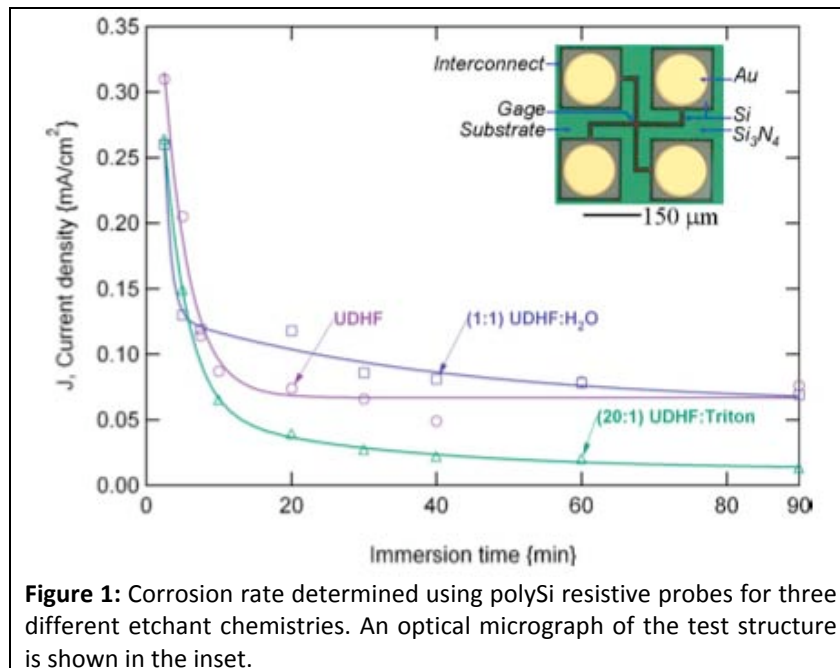 0.35
0.30
0.25
0.20
0.15
0.10
0.05
0.00
J, Current density {mA/cm²}
0
20
40
60
80
90
Immersion time {min}
Interconnect
Au
Gage
Si
Substrate
Si₃N₄
150 μm
UDHF
(1:1) UDHF:H₂O
(20:1) UDHF:Triton
Figure 1: Corrosion rate determined using polySi resistive probes for three
different etchant chemistries. An optical micrograph of the test structure
is shown in the inset.